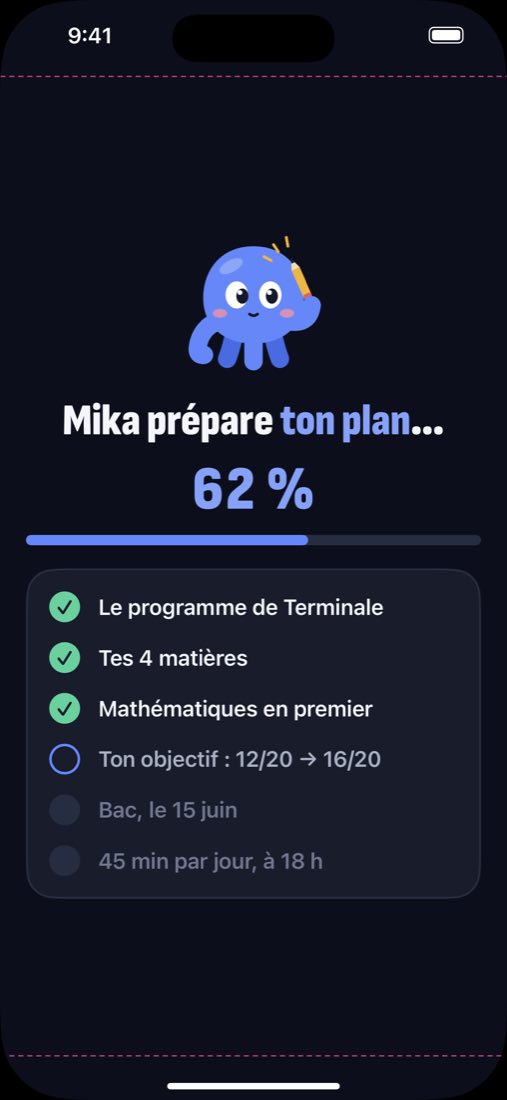 9:41
Mika prépare ton plan...
62 %
Le programme de Terminale
Tes 4 matières
Mathématiques en premier
Ton objectif : 12/20 → 16/20
Bac, le 15 juin
45 min par jour, à 18 h